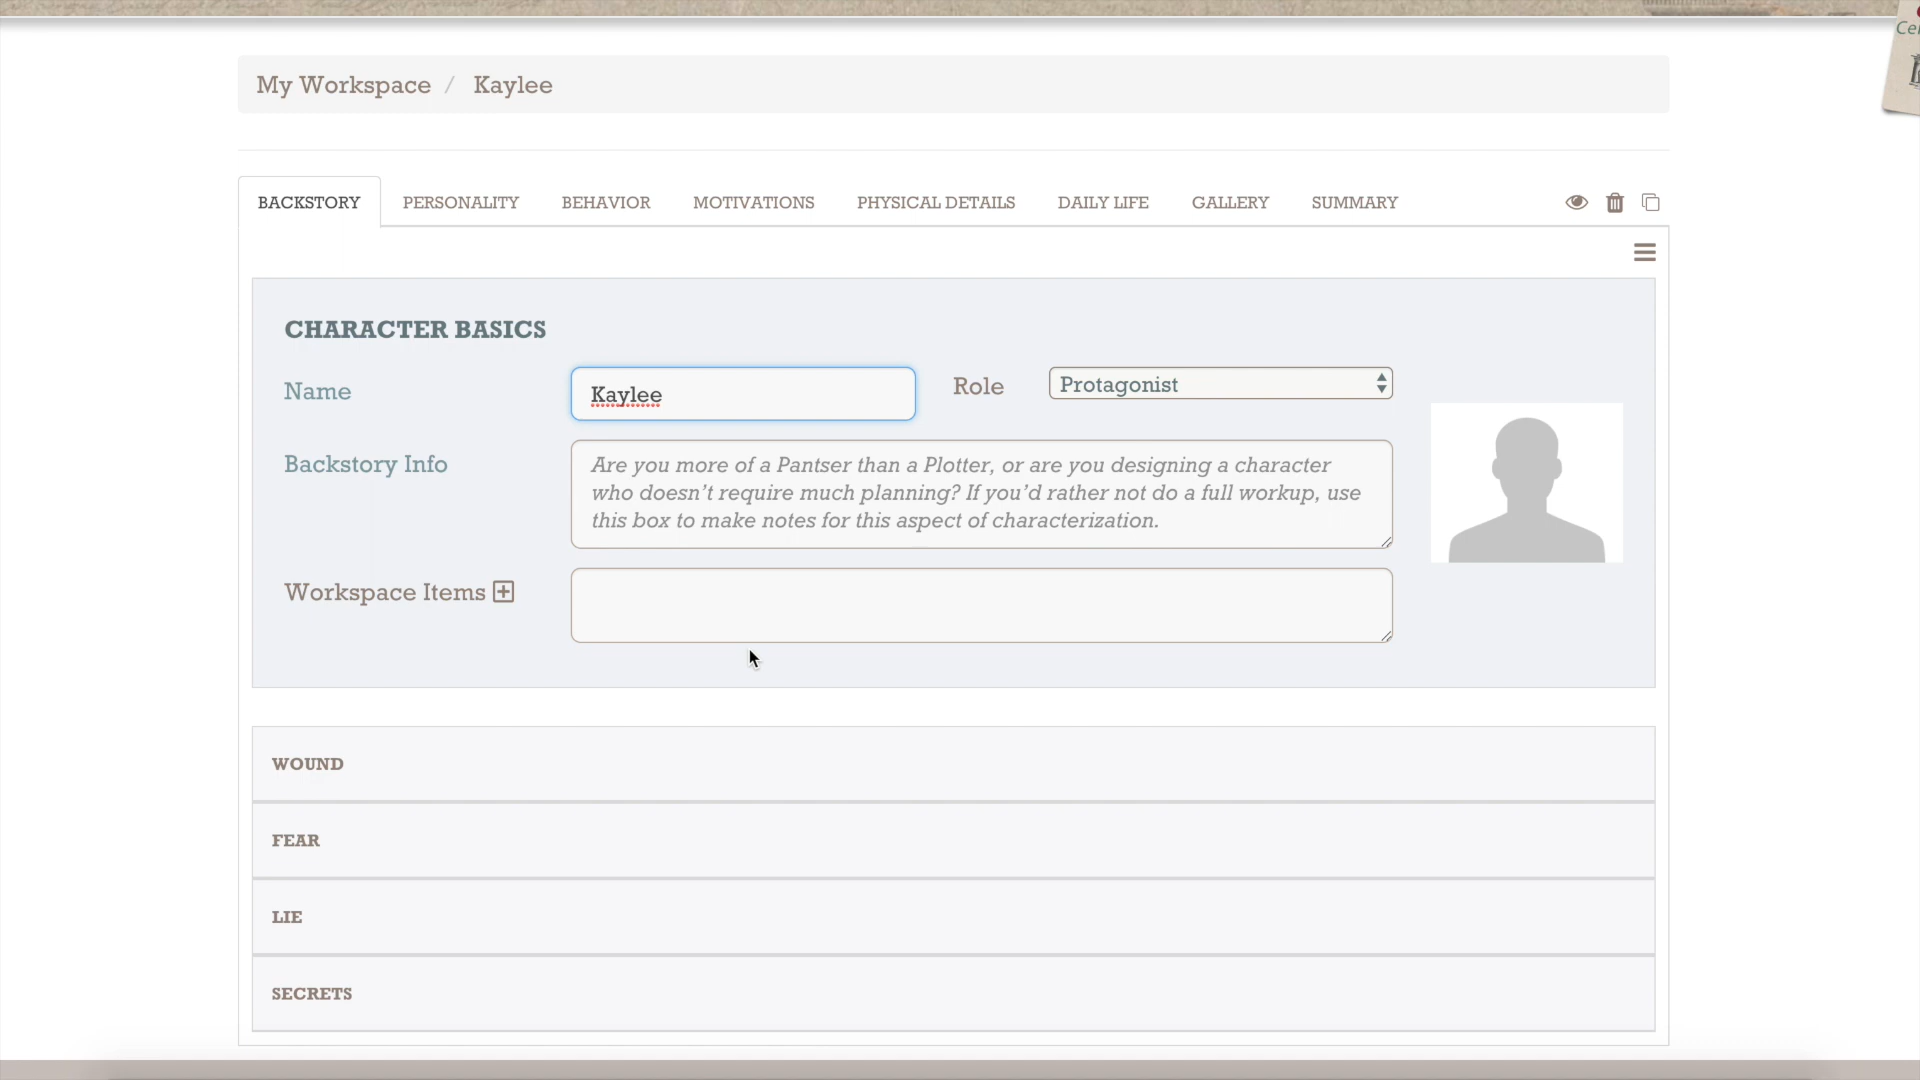 My Workspace / Kaylee
BACKSTORY PERSONALITY BEHAVIOR MOTIVATIONS PHYSICAL DETAILS DAILY LIFE GALLERY SUMMARY
CHARACTER BASICS
Name Kaylee Role Protagonist
Backstory Info
Are you more of a Pantser than a Plotter, or are you designing a character
who doesn’t require much planning? If you’d rather not do a full workup, use
this box to make notes for this aspect of characterization.
Workspace Items
WOUND
FEAR
LIE
SECRETS